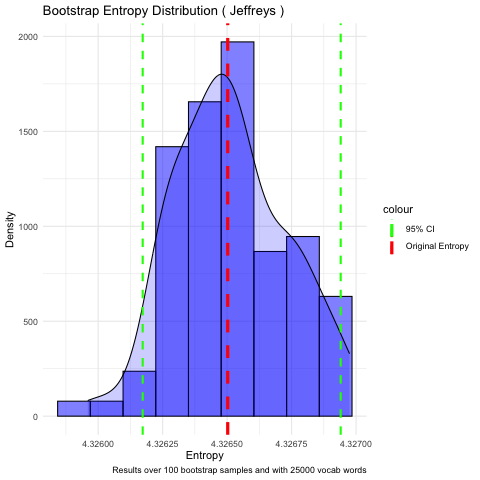 Bootstrap Entropy Distribution ( Jeffreys )
2000
1500
1000
500
0
Density
4.32600
4.32625
4.32650
4.32675
4.32700
Entropy
colour
95% CI
Original Entropy
Results over 100 bootstrap samples and with 25000 vocab words